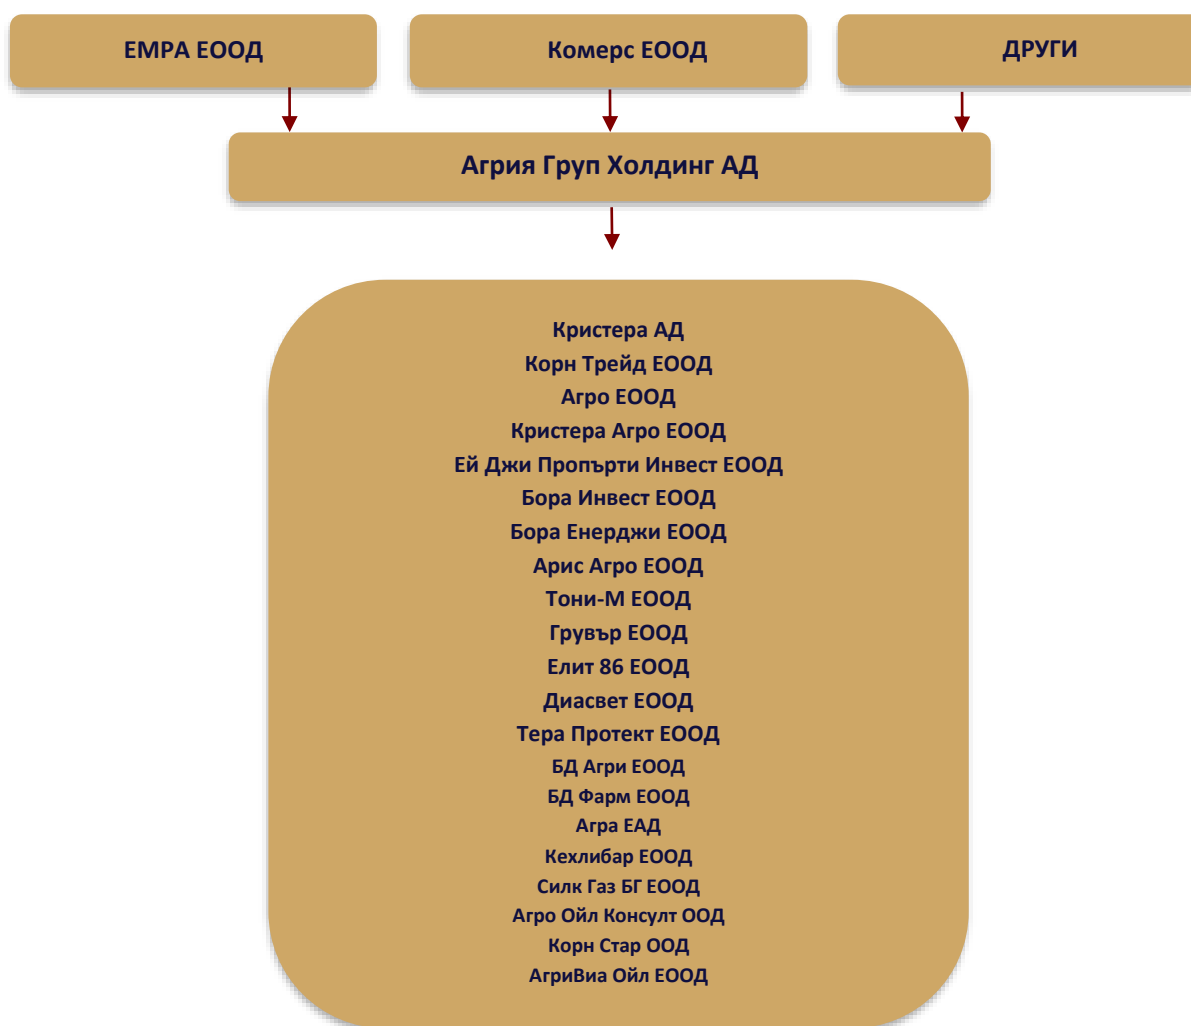 ЕМРА ЕООД
Комерс ЕООД
ДРУГИ
Агрия Груп Холдинг АД
Кристера АД
Корн Трейд ЕООД
Агро ЕООД
Кристера Агро ЕООД
Ей Джи Пропърти Инвест ЕООД
Бора Инвест ЕООД
Бора Енерджи ЕООД
Арис Агро ЕООД
Тони-М ЕООД
Грувър ЕООД
Елит 86 ЕООД
Диасвет ЕООД
Тера Протект ЕООД
БД Агри ЕООД
БД Фарм ЕООД
Агра ЕАД
Кехлибар ЕООД
Силк Газ БГ ЕООД
Агро Ойл Консулт ООД
Корн Стар ООД
АгриВиа Ойл ЕООД